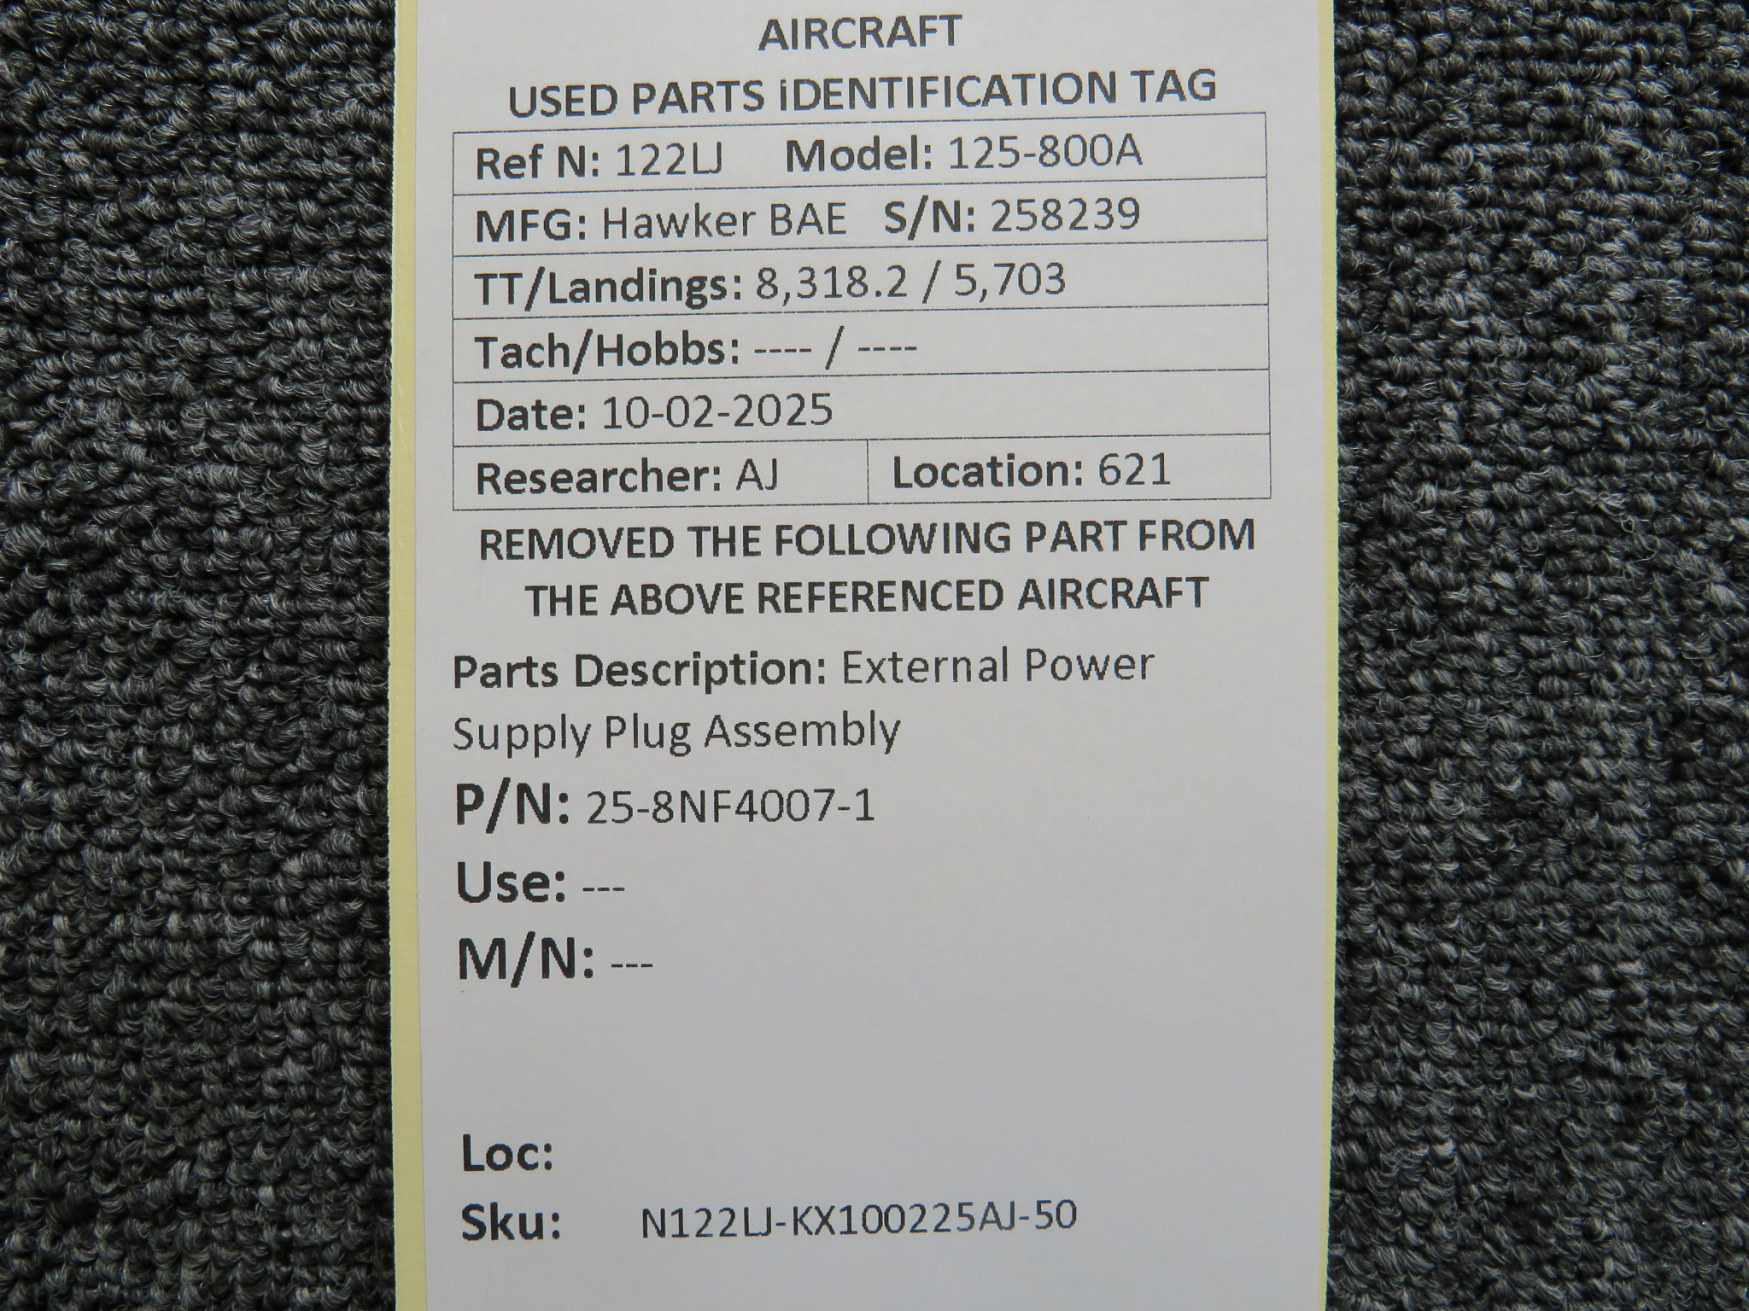 AIRCRAFT
USED PARTS iDENTIFICATION TAG
Ref N: 122LJ Model: 125-800A
MFG: Hawker BAE S/N: 258239
TT/Landings: 8,318.2 / 5,703
Tach/Hobbs: ---- / ----
Date: 10-02-2025
Researcher: AJ Location: 621
REMOVED THE FOLLOWING PART FROM
THE ABOVE REFERENCED AIRCRAFT
Parts Description: External Power
Supply Plug Assembly
P/N: 25-8NF4007-1
Use: ---
M/N: ---
Loc:
Sku: N122LJ-KX100225AJ-50